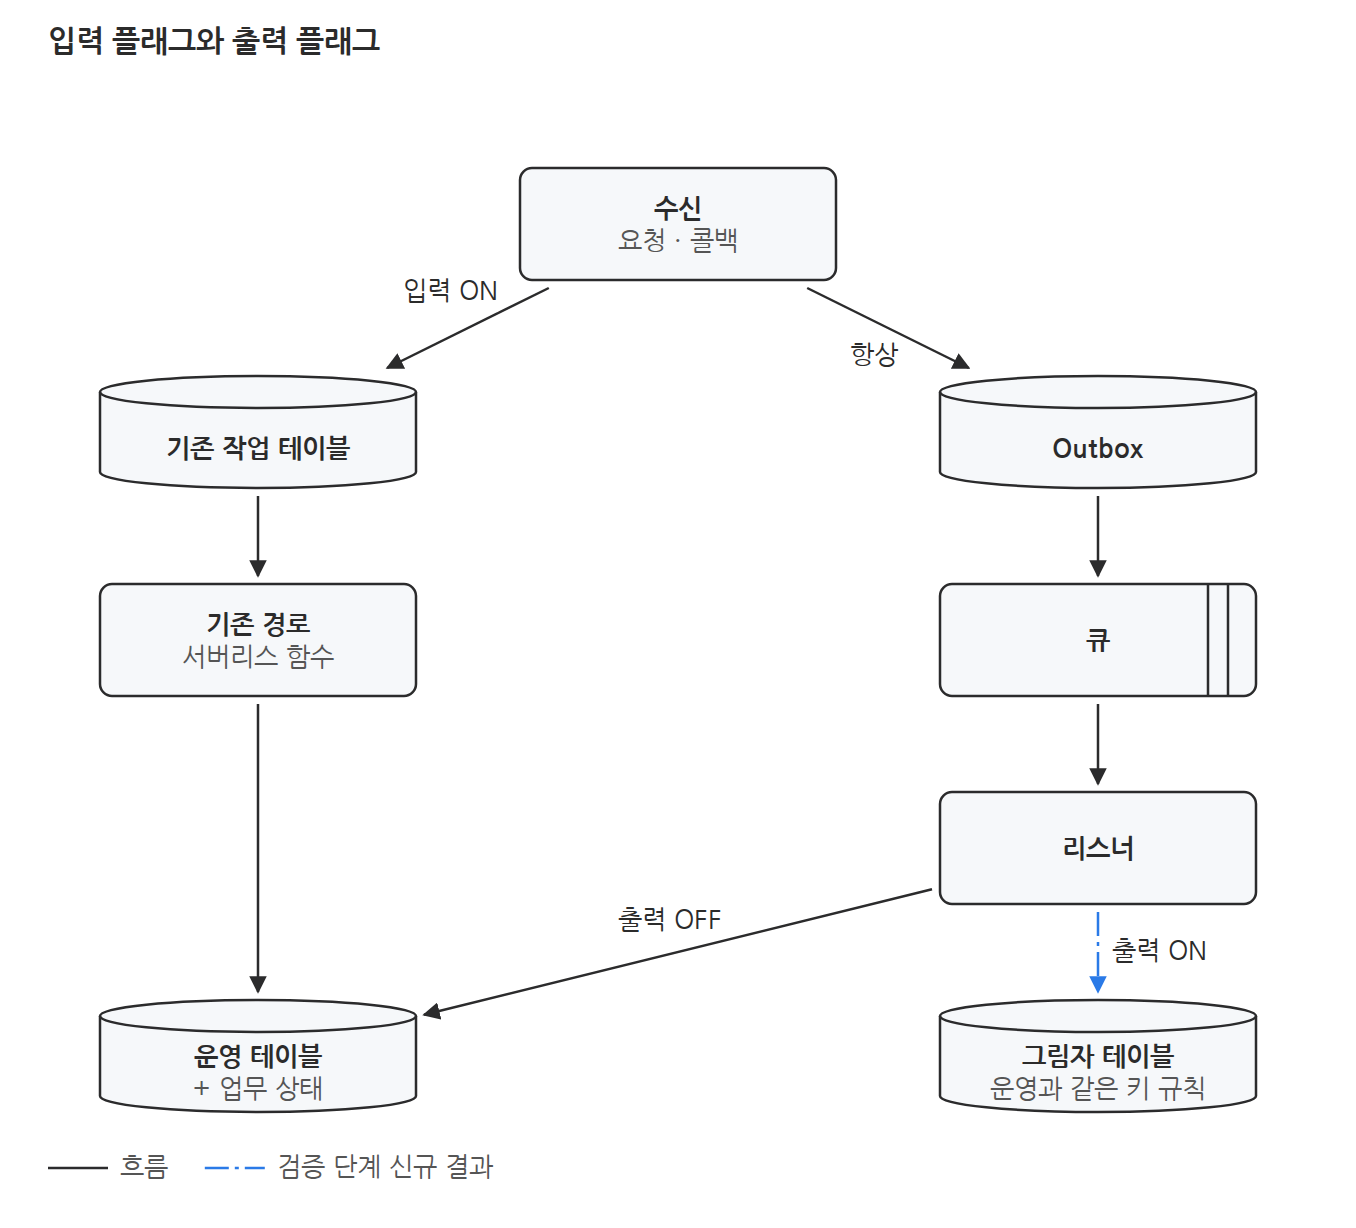 입력 플래그와 출력 플래그
수신
요청 · 콜백
입력 ON
항상
기존 작업 테이블
Outbox
기존 경로
서버리스 함수
큐
리스너
출력 OFF
출력 ON
운영 테이블
+ 업무 상태
그림자 테이블
운영과 같은 키 규칙
흐름
검증 단계 신규 결과